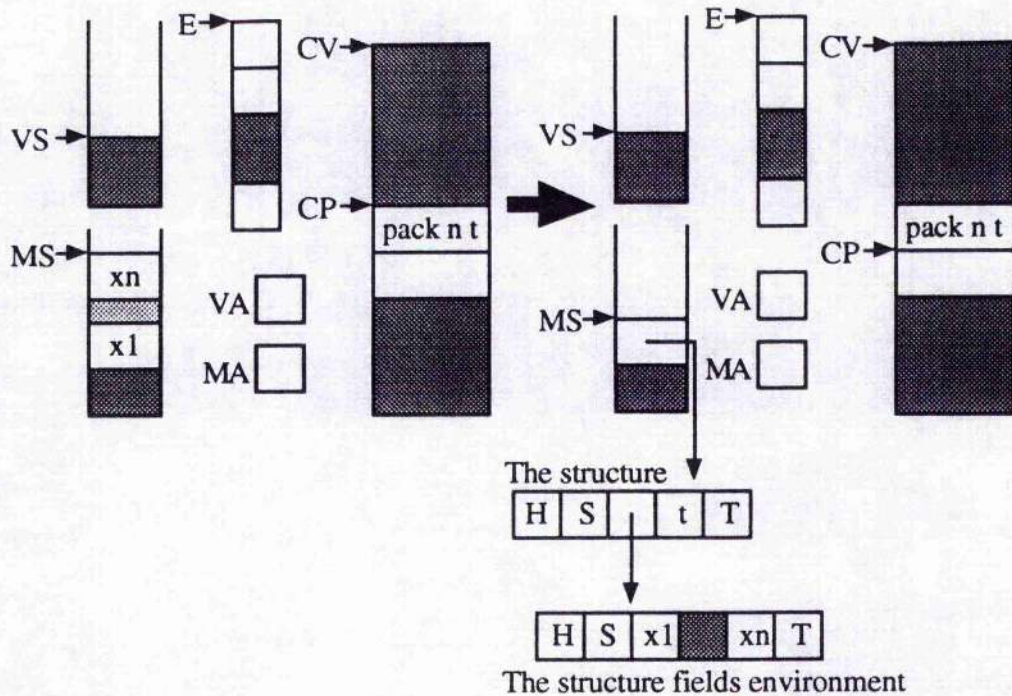 E
CV
VS
CP
pack n t
MS
xn
x1
VA
MA
E
CV
VS
pack n t
CP
MS
VA
MA
The structure
H S t T
H S x1 xn T
The structure fields environment